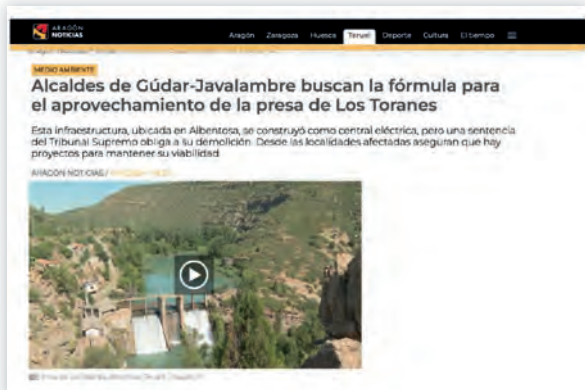 ARAGÓN
NOTICIAS
Aragón Zaragoza Huesca Teruel Deporte Cultura El tiempo
MEDIO AMBIENTE
Alcaldes de Gúdar-Javalambre buscan la fórmula para
el aprovechamiento de la presa de Los Toranes
Esta infraestructura, ubicada en Albentosa, se construyó como central eléctrica, pero una sentencia
del Tribunal Supremo obliga a su demolición. Desde las localidades afectadas aseguran que hay
proyectos para mantener su viabilidad
ARAGÓN NOTICIAS /